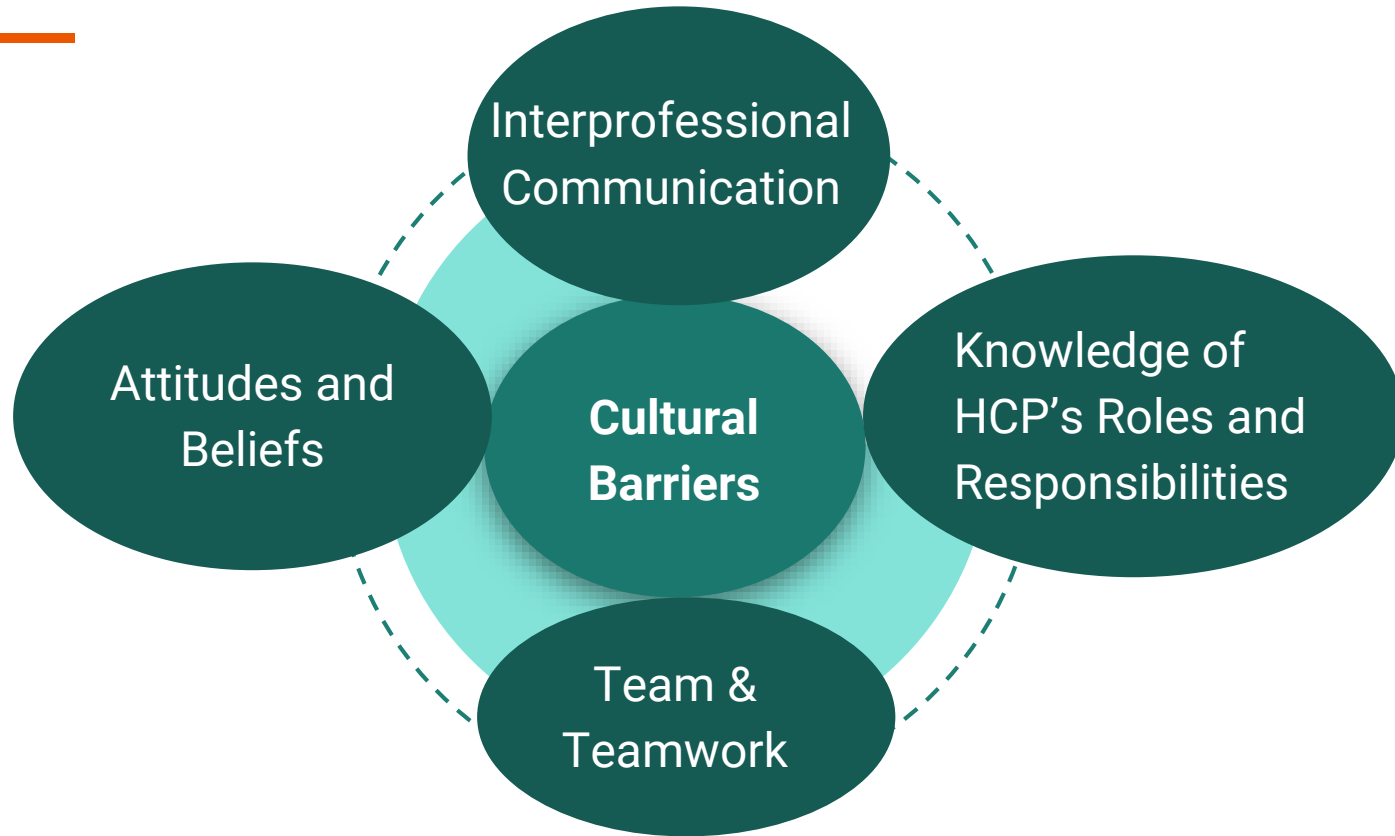 Interprofessional
Communication
Attitudes and
Beliefs
Cultural
Barriers
Knowledge of
HCP’s Roles and
Responsibilities
Team &
Teamwork